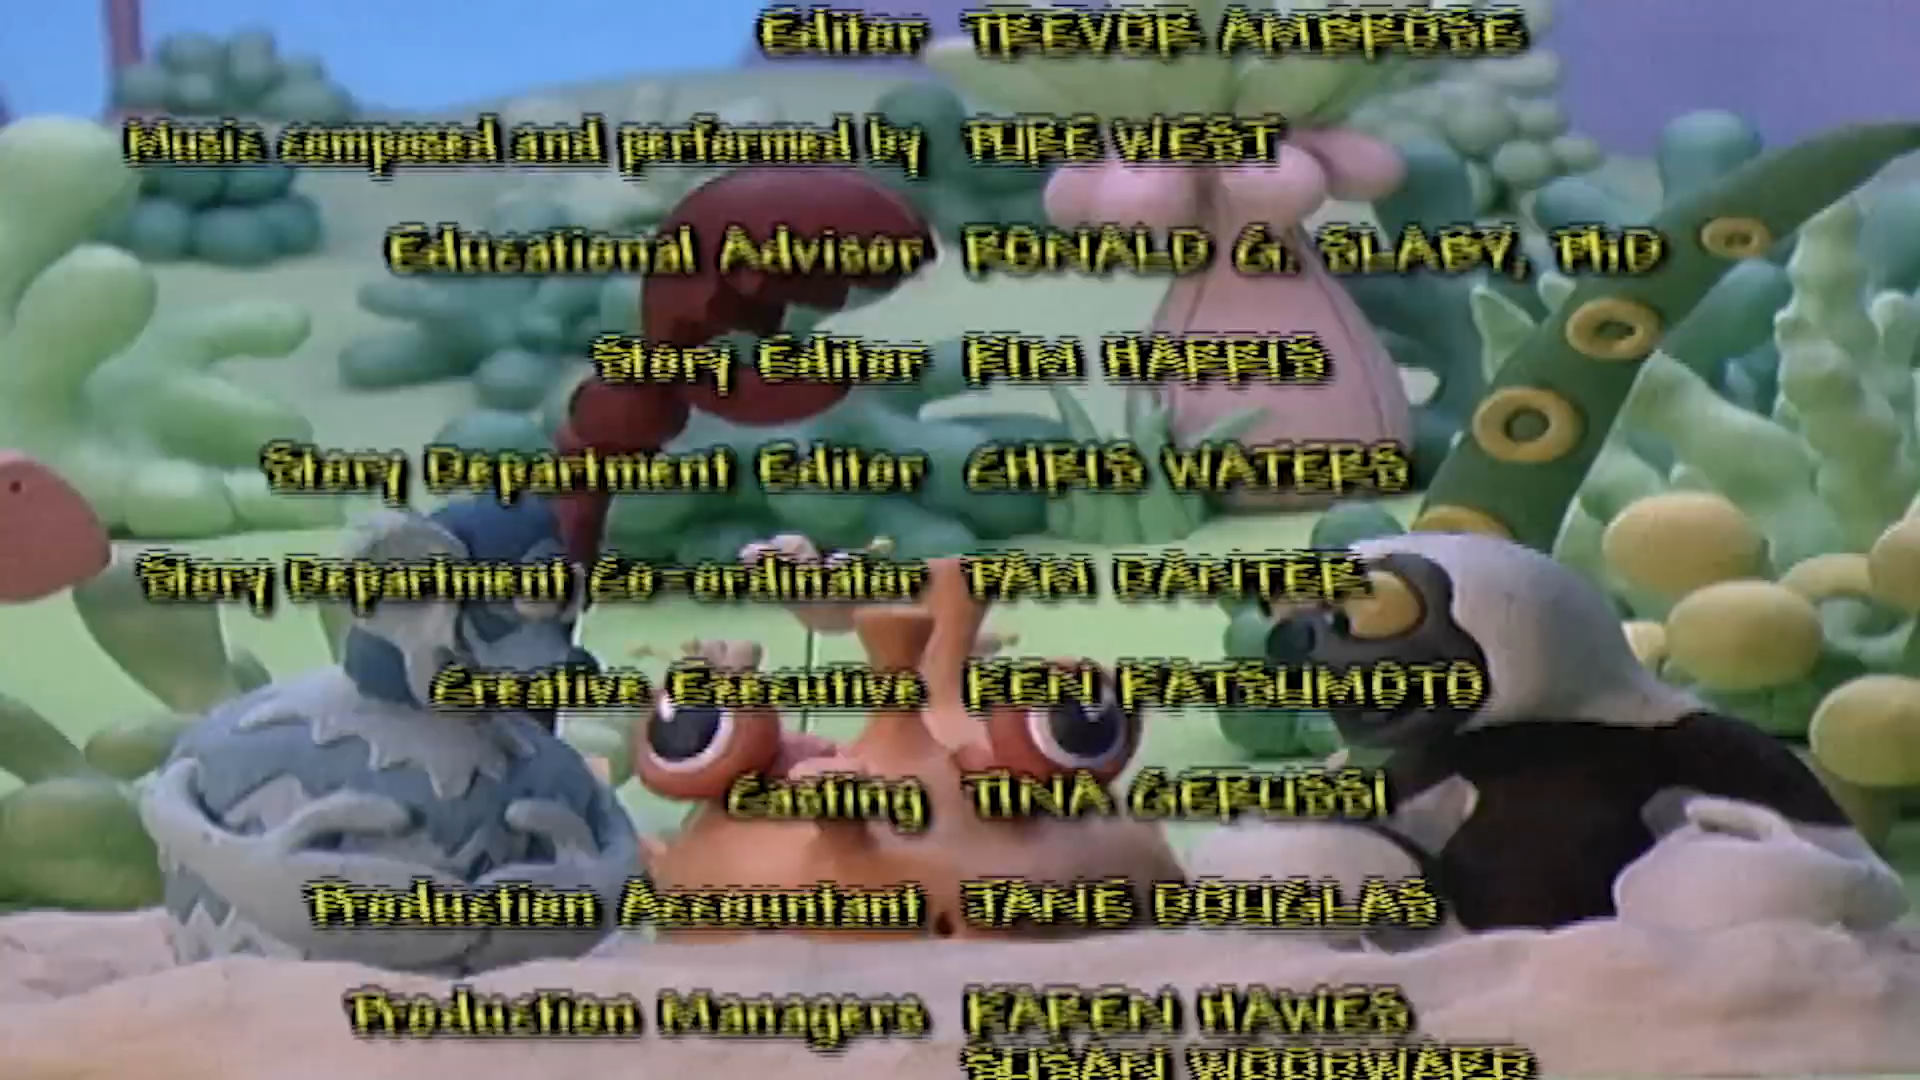 Editor TREVOR AMBROSE
Music composed and performed by PURE WEST
Educational Advisor RONALD G. SLABY, PhD
Story Editor KIM HARRIS
Story Department Editor CHRIS WATERS
Story Department Co-ordinator PAM DANTER
Creative Executive KEN KATSUMOTO
Casting TINA GERUSSI
Production Accountant JANE DOUGLAS
Production Managers KAREN HAWES
SUSAN WOODWARD